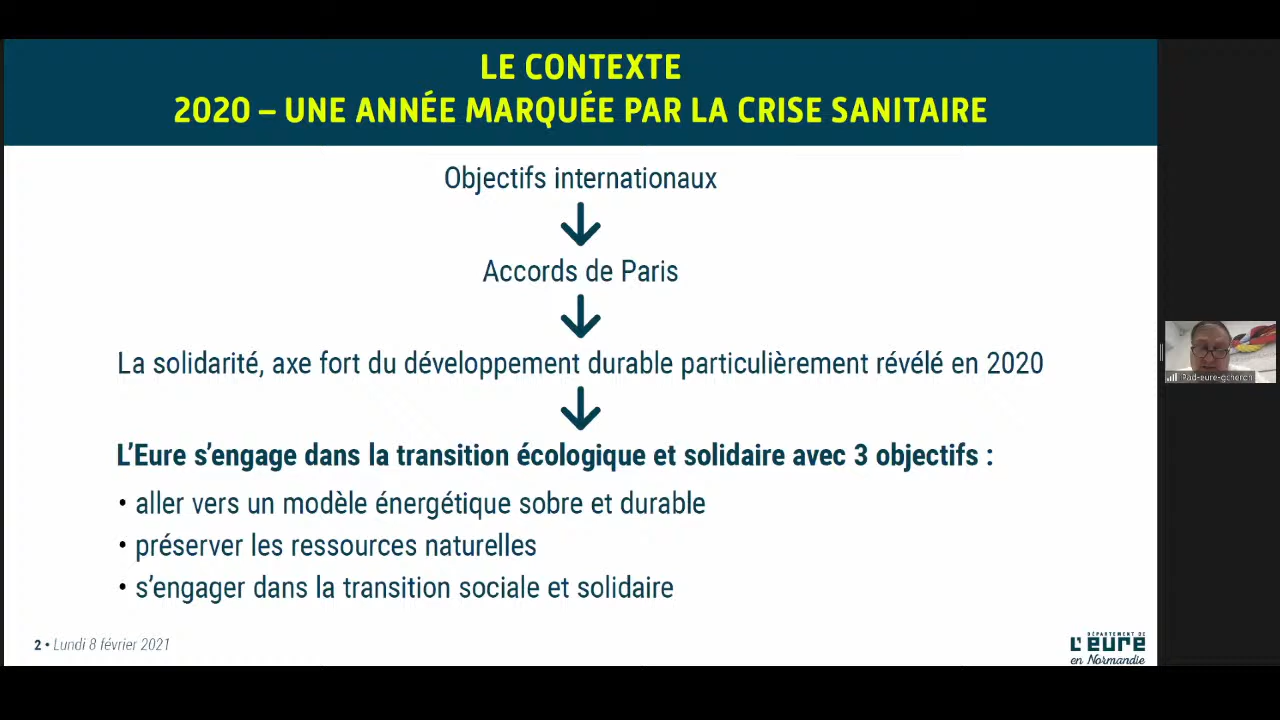 LE CONTEXTE
2020 – UNE ANNÉE MARQUÉE PAR LA CRISE SANITAIRE
Objectifs internationaux
Accords de Paris
La solidarité, axe fort du développement durable particulièrement révélé en 2020
L’Eure s’engage dans la transition écologique et solidaire avec 3 objectifs :
• aller vers un modèle énergétique sobre et durable
• préserver les ressources naturelles
• s’engager dans la transition sociale et solidaire
2 • Lundi 8 février 2021
DÉPARTEMENT DE
L’EURE
en Normandie
iPad-eure-gcheron